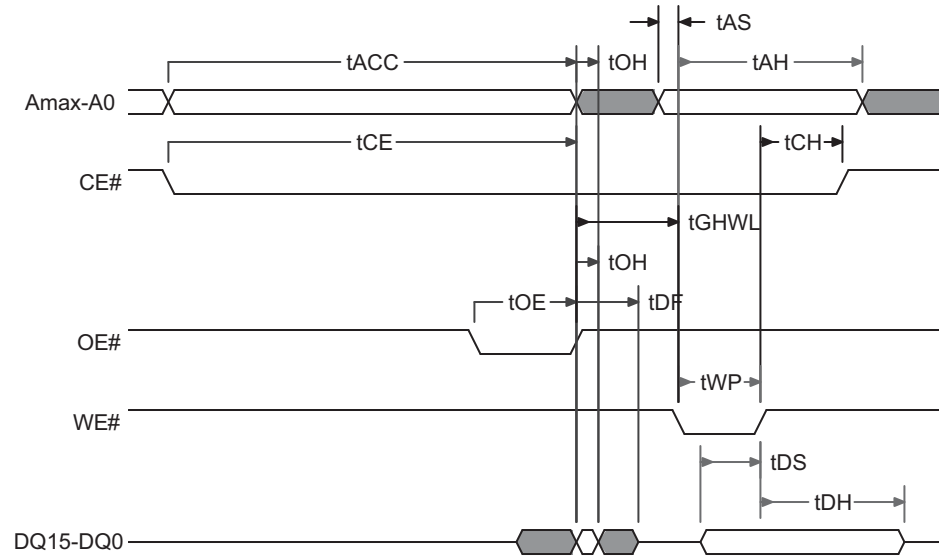 tAS
tACC
tOH
tAH
Amax-A0
tCE
tCH
CE#
tGHWL
tOH
tOE
tDF
OE#
tWP
WE#
tDS
tDH
DQ15-DQ0